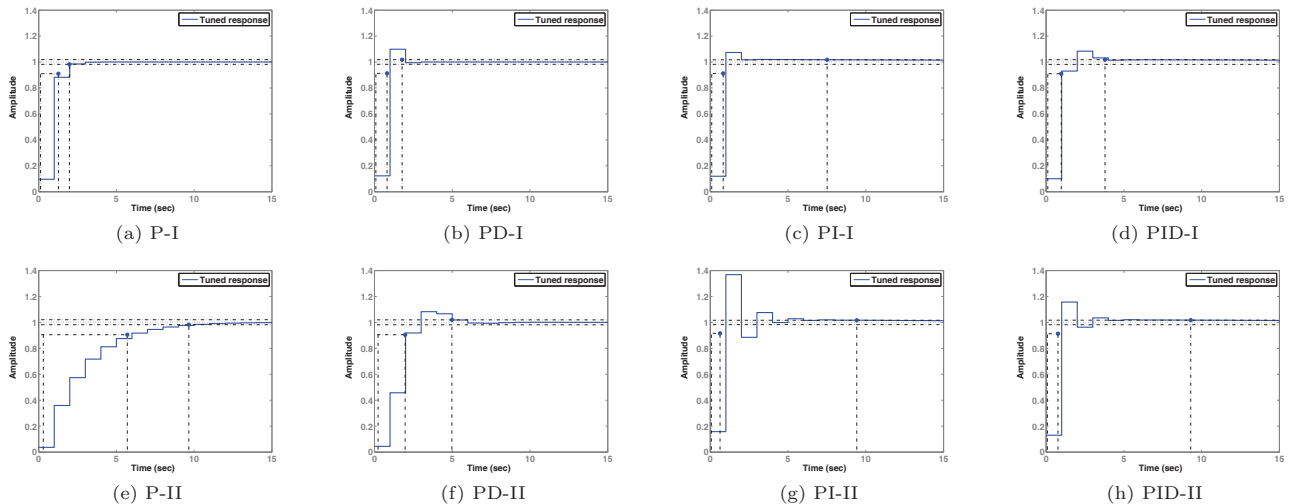 Tuned response
Amplitude
1.4
1.2
1
0.8
0.6
0.4
0.2
0
0 5 10 15
Time (sec)
(a) P-I
Tuned response
Amplitude
1.4
1.2
1
0.8
0.6
0.4
0.2
0
0 5 10 15
Time (sec)
(b) PD-I
Tuned response
Amplitude
1.4
1.2
1
0.8
0.6
0.4
0.2
0
0 5 10 15
Time (sec)
(c) PI-I
Tuned response
Amplitude
1.4
1.2
1
0.8
0.6
0.4
0.2
0
0 5 10 15
Time (sec)
(d) PID-I
Tuned response
Amplitude
1.4
1.2
1
0.8
0.6
0.4
0.2
0
0 5 10 15
Time (sec)
(e) P-II
Tuned response
Amplitude
1.4
1.2
1
0.8
0.6
0.4
0.2
0
0 5 10 15
Time (sec)
(f) PD-II
Tuned response
Amplitude
1.4
1.2
1
0.8
0.6
0.4
0.2
0
0 5 10 15
Time (sec)
(g) PI-II
Tuned response
Amplitude
1.4
1.2
1
0.8
0.6
0.4
0.2
0
0 5 10 15
Time (sec)
(h) PID-II